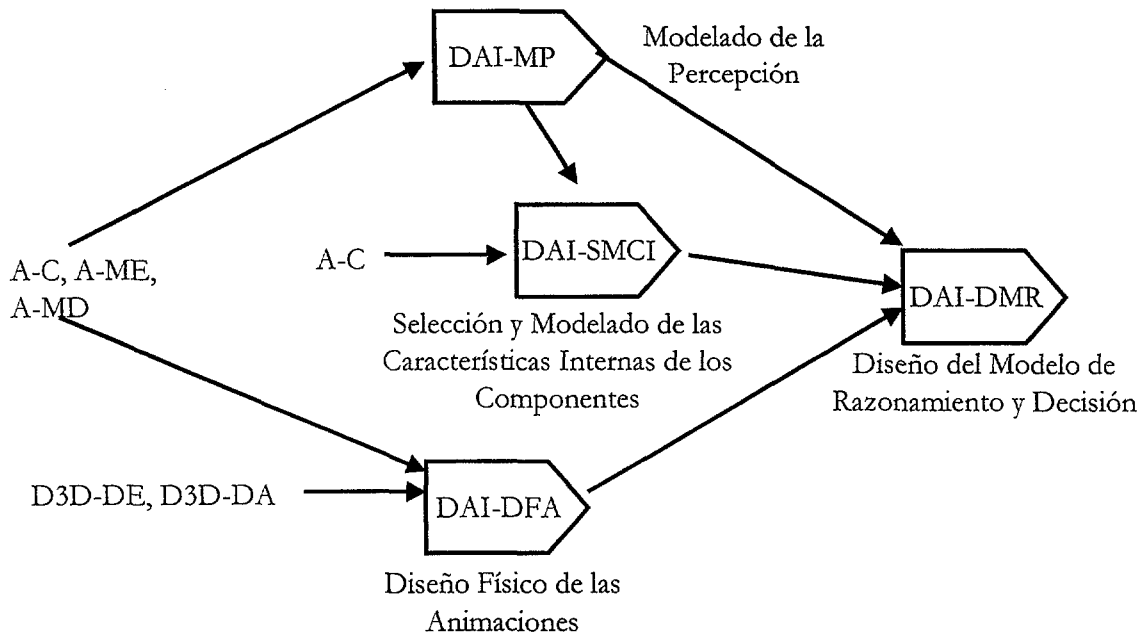 DAI-MP
Modelado de la
Percepción
A-C, A-ME,
A-MD
A-C
DAI-SMCI
Selección y Modelado de las
Características Internas de los
Componentes
DAI-DMR
Diseño del Modelo de
Razonamiento y Decisión
D3D-DE, D3D-DA
DAI-DFA
Diseño Físico de las
Animaciones